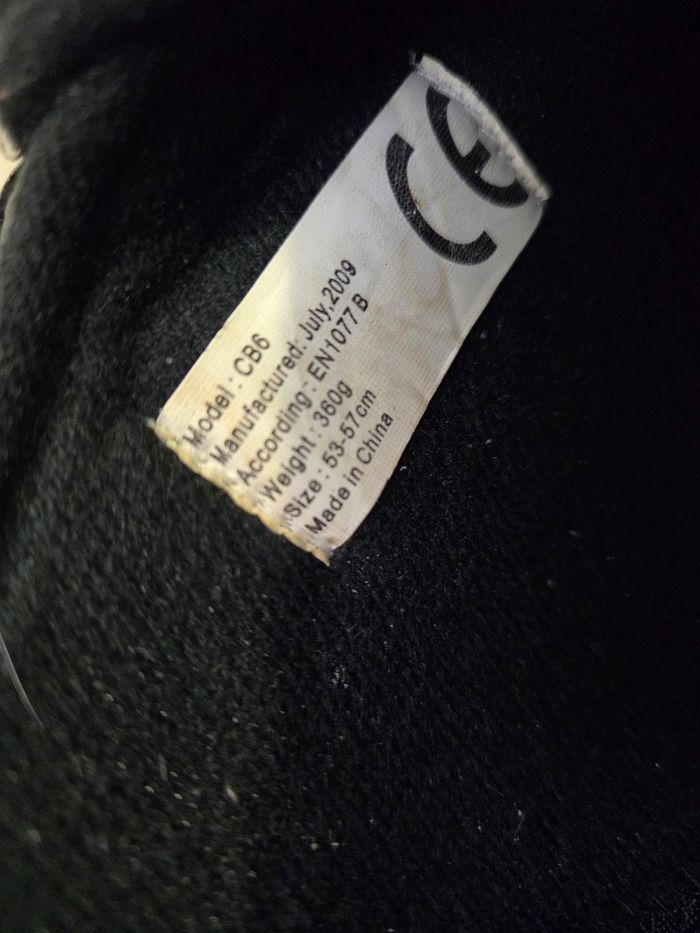 CE
Model : CB6
Manufactured: July,2009
According : EN1077 B
Weight : 360g
Size : 53-57cm
Made in China